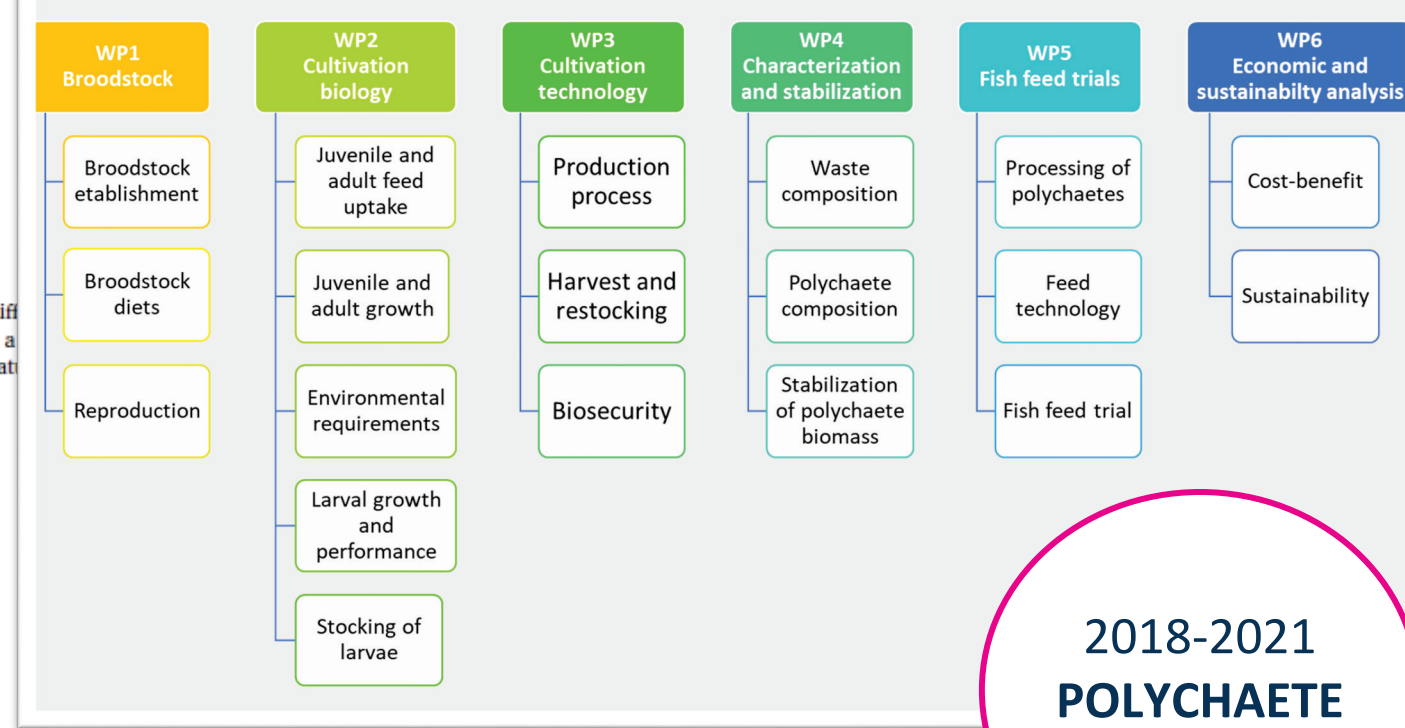 WP1
Broodstock
Broodstock
etablishment
Broodstock
diets
Reproduction
WP2
Cultivation
biology
Juvenile and
adult feed
uptake
Juvenile and
adult growth
Environmental
requirements
Larval growth
and
performance
Stocking of
larvae
WP3
Cultivation
technology
Production
process
Harvest and
restocking
Biosecurity
WP4
Characterization
and stabilization
Waste
composition
Polychaete
composition
Stabilization
of polychaete
biomass
WP5
Fish feed trials
Processing of
polychaetes
Feed
technology
Fish feed trial
WP6
Economic and
sustainabilty analysis
Cost-benefit
Sustainability
2018-2021
POLYCHAETE